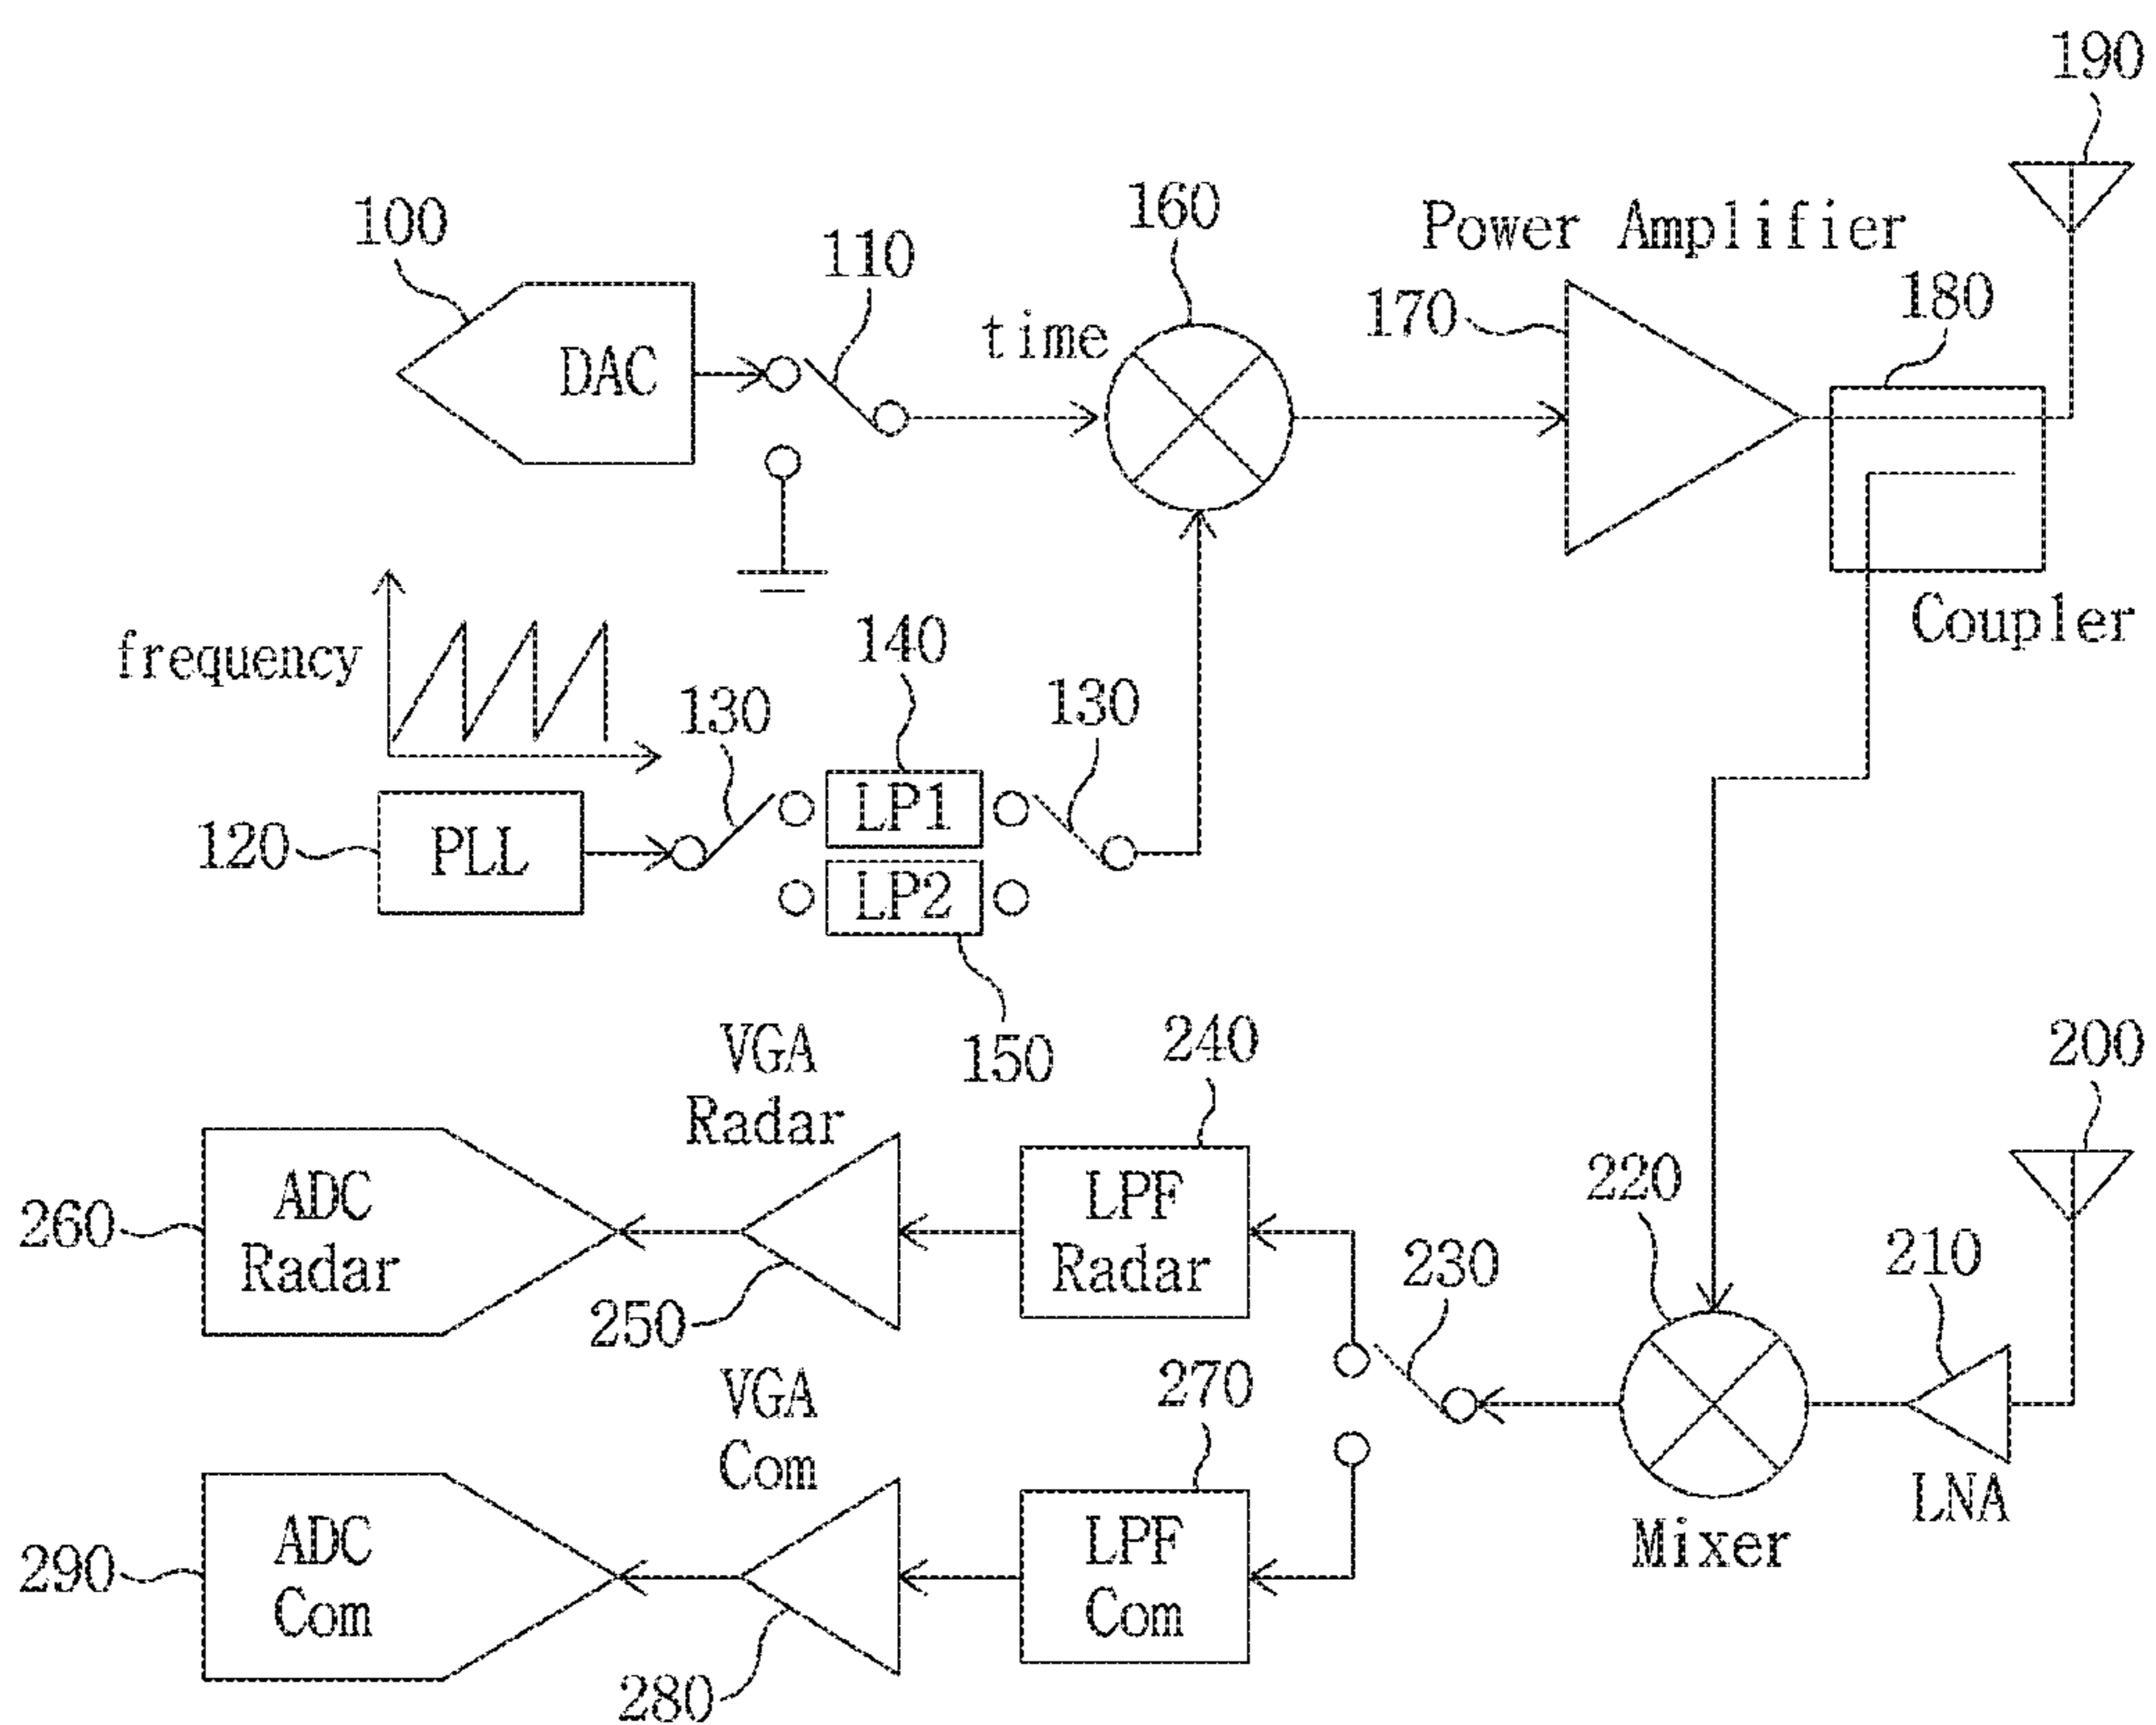 190
100
110
160
Power Amplifier
170
180
DAC
time
Coupler
frequency
140
130
130
120
PLL
LP1
LP2
150
VGA
Radar
240
200
260
ADC
Radar
250
LPF
Radar
230
220
210
VGA
Com
270
LNA
Mixer
290
ADC
Com
280
LPF
Com